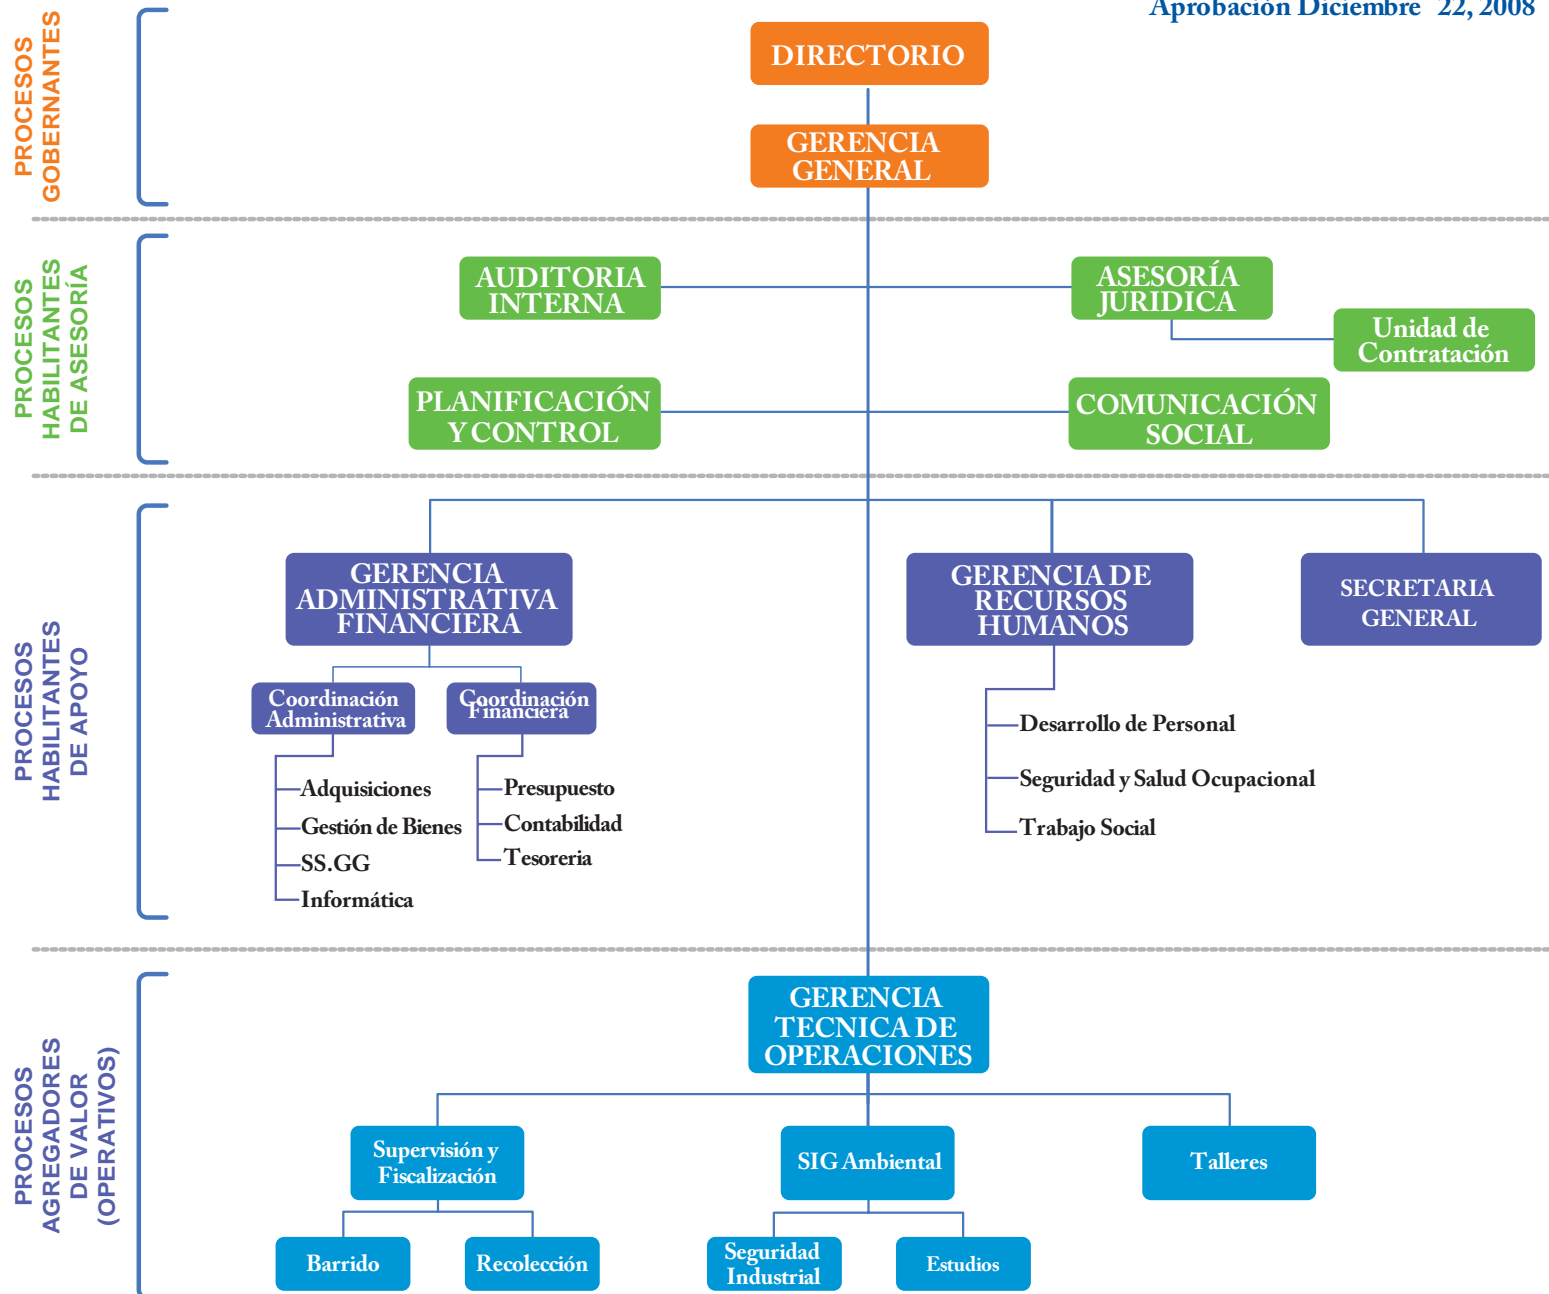 Aprobación Diciembre 22, 2008
PROCESOS
GOBERNANTES
DIRECTORIO
GERENCIA
GENERAL
PROCESOS
HABILITANTES
DE ASESORÍA
AUDITORIA
INTERNA
ASESORÍA
JURIDICA
Unidad de
Contratación
PLANIFICACIÓN
Y CONTROL
COMUNICACIÓN
SOCIAL
PROCESOS
HABILITANTES
DE APOYO
GERENCIA
ADMINISTRATIVA
FINANCIERA
GERENCIA DE
RECURSOS
HUMANOS
SECRETARIA
GENERAL
Coordinación
Administrativa
Coordinación
Financiera
Adquisiciones
Gestión de Bienes
SS.GG
Informática
Presupuesto
Contabilidad
Tesoreria
Desarrollo de Personal
Seguridad y Salud Ocupacional
Trabajo Social
PROCESOS
AGREGADORES
DE VALOR
(OPERATIVOS)
GERENCIA
TECNICA DE
OPERACIONES
Supervisión y
Fiscalización
SIG Ambiental
Talleres
Barrido
Recolección
Seguridad
Industrial
Estudios